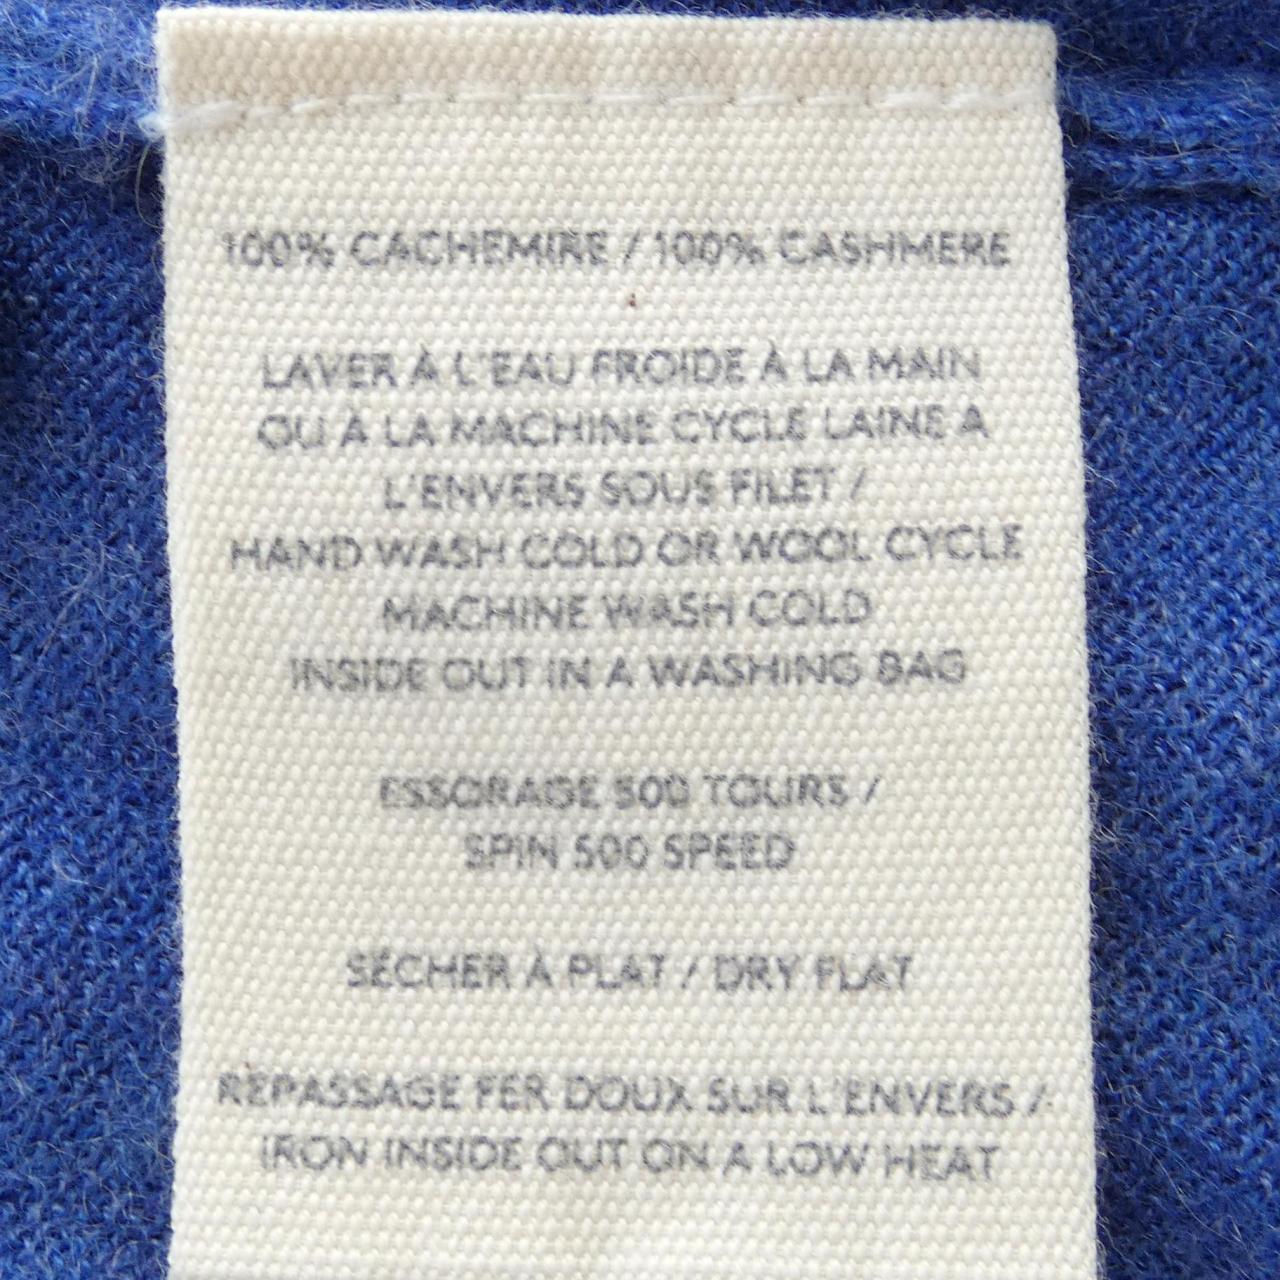 100% CACHEMIRE / 100% CASHMERE
LAVER À L'EAU FROIDE À LA MAIN
OU À LA MACHINE CYCLE LAINE A
L'ENVERS SOUS FILET /
HAND WASH COLD OR WOOL CYCLE
MACHINE WASH COLD
INSIDE OUT IN A WASHING BAG
ESSORAGE 500 TOURS /
SPIN 500 SPEED
SÉCHER À PLAT / DRY FLAT
REPASSAGE FER DOUX SUR L'ENVERS /
IRON INSIDE OUT ON A LOW HEAT